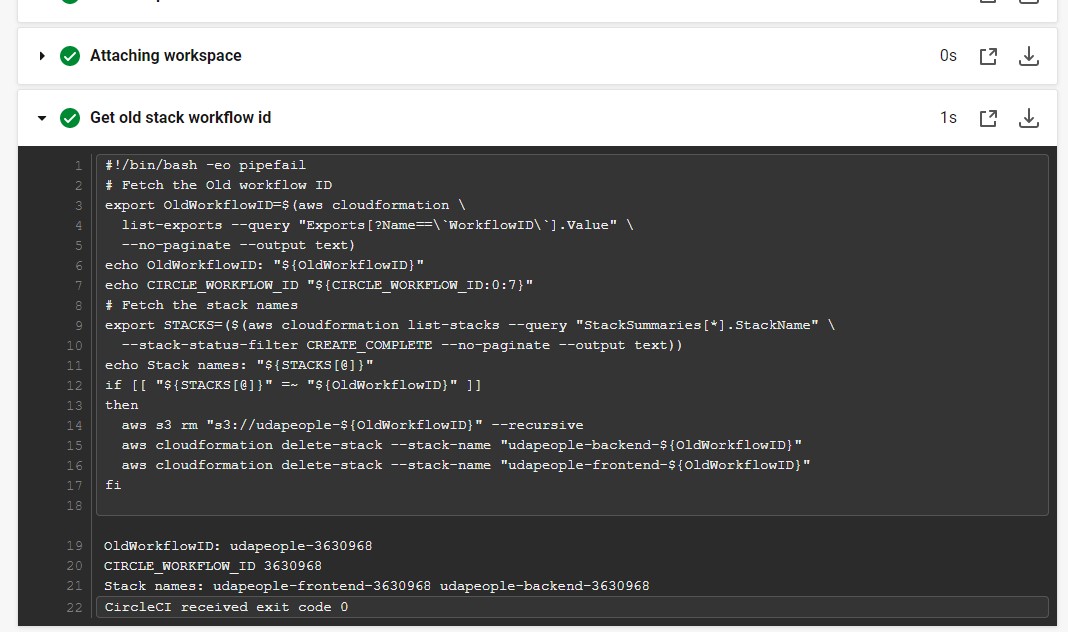 Attaching workspace 0s
Get old stack workflow id 1s
1 #!/bin/bash -eo pipefail
2 # Fetch the Old workflow ID
3 export OldWorkflowID=$(aws cloudformation \
4 list-exports --query "Exports[?Name==\`WorkflowID\`].Value" \
5 --no-paginate --output text)
6 echo OldWorkflowID: "${OldWorkflowID}"
7 echo CIRCLE_WORKFLOW_ID "${CIRCLE_WORKFLOW_ID:0:7}"
8 # Fetch the stack names
9 export STACKS=($(aws cloudformation list-stacks --query "StackSummaries[*].StackName" \
10 --stack-status-filter CREATE_COMPLETE --no-paginate --output text))
11 echo Stack names: "${STACKS[@]}"
12 if [[ "${STACKS[@]}" =~ "${OldWorkflowID}" ]]
13 then
14 aws s3 rm "s3://udapeople-${OldWorkflowID}" --recursive
15 aws cloudformation delete-stack --stack-name "udapeople-backend-${OldWorkflowID}"
16 aws cloudformation delete-stack --stack-name "udapeople-frontend-${OldWorkflowID}"
17 fi
18
19 OldWorkflowID: udapeople-3630968
20 CIRCLE_WORKFLOW_ID 3630968
21 Stack names: udapeople-frontend-3630968 udapeople-backend-3630968
22 CircleCI received exit code 0